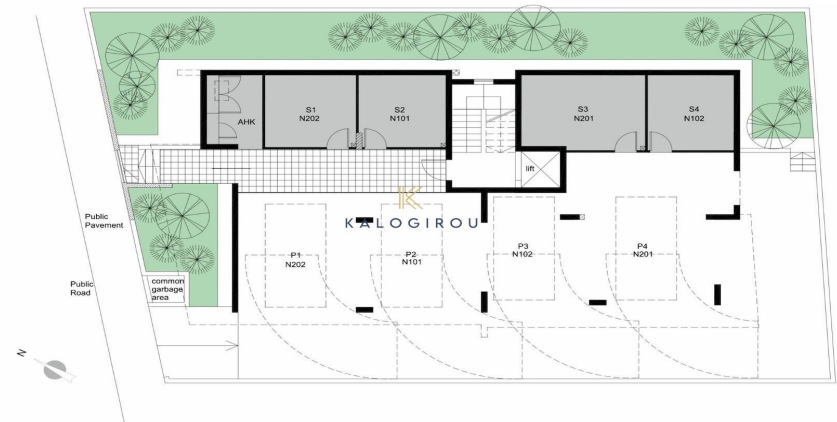 AHK
S1
N202
S2
N101
S3
N201
S4
N102
lift
KALOGIROU
Public
Pavement
P1
N202
P2
N101
P3
N102
P4
N201
Public
Road
common
garbage
area
N